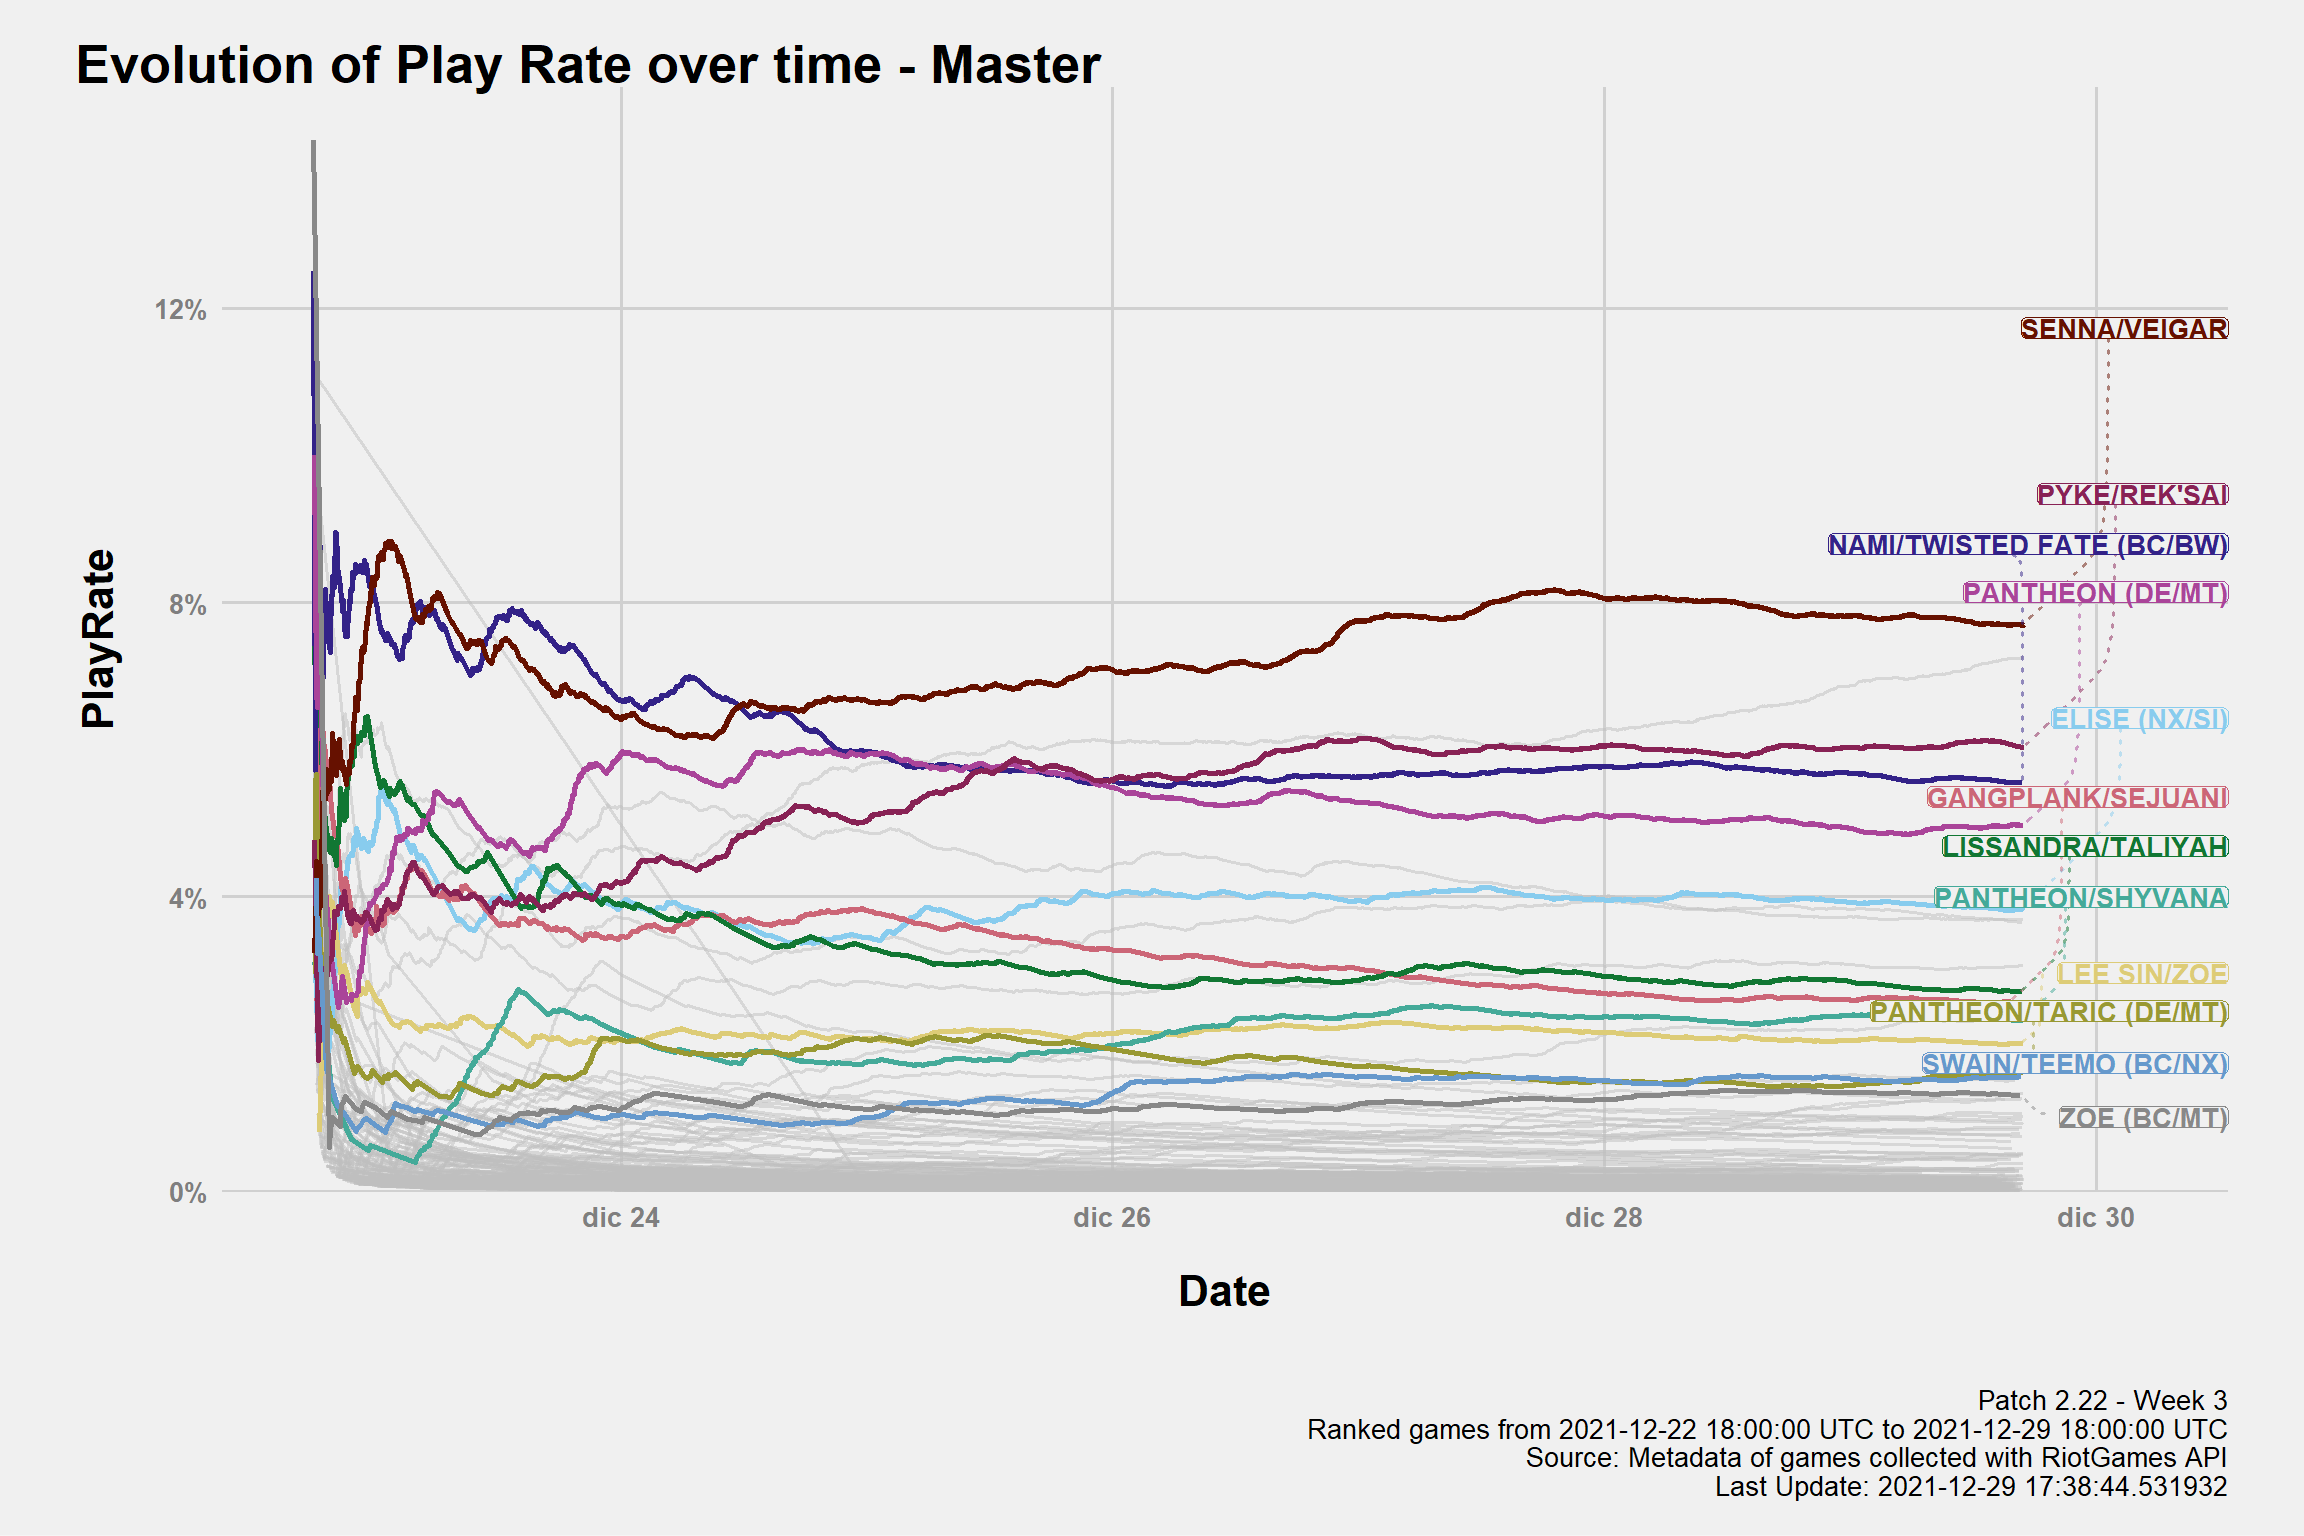 Evolution of Play Rate over time - Master
PlayRate
12%
8%
4%
0%
SENNA/VEIGAR
PYKE/REK'SAI
NAMI/TWISTED FATE (BC/BW)
PANTHEON (DE/MT)
ELISE (NX/SI)
GANGPLANK/SEJUANI
LISSANDRA/TALIYAH
PANTHEON/SHYVANA
LEE SIN/ZOE
PANTHEON/TARIC (DE/MT)
SWAIN/TEEMO (BC/NX)
ZOE (BC/MT)
dic 24
dic 26
dic 28
dic 30
Date
Patch 2.22 - Week 3
Ranked games from 2021-12-22 18:00:00 UTC to 2021-12-29 18:00:00 UTC
Source: Metadata of games collected with RiotGames API
Last Update: 2021-12-29 17:38:44.531932